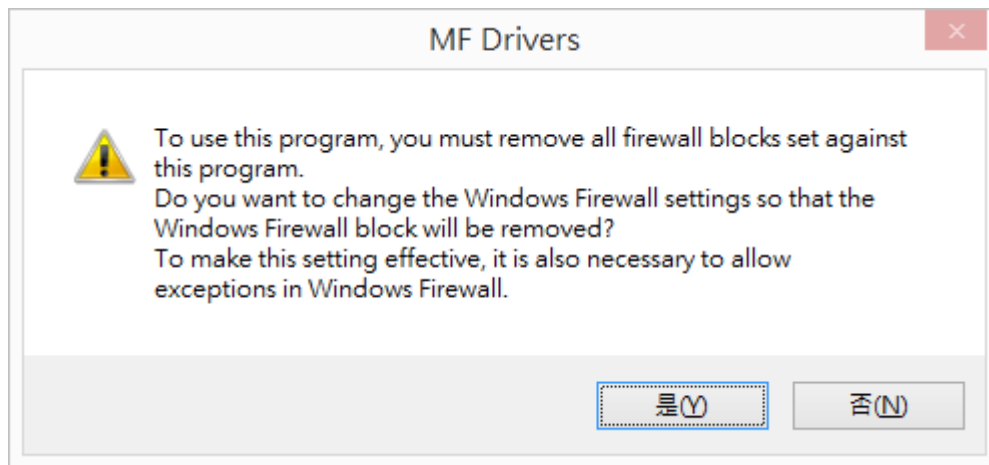 MF Drivers
To use this program, you must remove all firewall blocks set against
this program.
Do you want to change the Windows Firewall settings so that the
Windows Firewall block will be removed?
To make this setting effective, it is also necessary to allow
exceptions in Windows Firewall.
是(Y)
否(N)